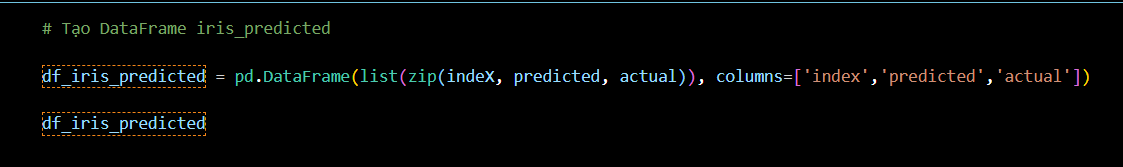 # Tạo DataFrame iris_predicted
df_iris_predicted = pd.DataFrame(list(zip(indeX, predicted, actual)), columns=['index','predicted','actual'])
df_iris_predicted